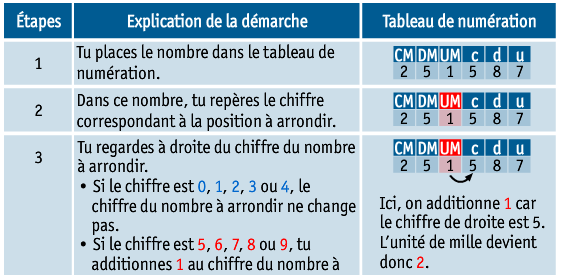 Étapes Explication de la démarche Tableau de numération
1 Tu places le nombre dans le tableau de
numération.
CM DM UM c d u
2 5 1 5 8 7
2 Dans ce nombre, tu repères le chiffre
correspondant à la position à arrondir.
CM DM UM c d u
2 5 1 5 8 7
3 Tu regardes à droite du chiffre du nombre
à arrondir.
• Si le chiffre est 0, 1, 2, 3 ou 4, le
chiffre du nombre à arrondir ne change
pas.
• Si le chiffre est 5, 6, 7, 8 ou 9, tu
additionnes 1 au chiffre du nombre à
CM DM UM c d u
2 5 1 5 8 7
Ici, on additionne 1 car
le chiffre de droite est 5.
L'unité de mille devient
donc 2.